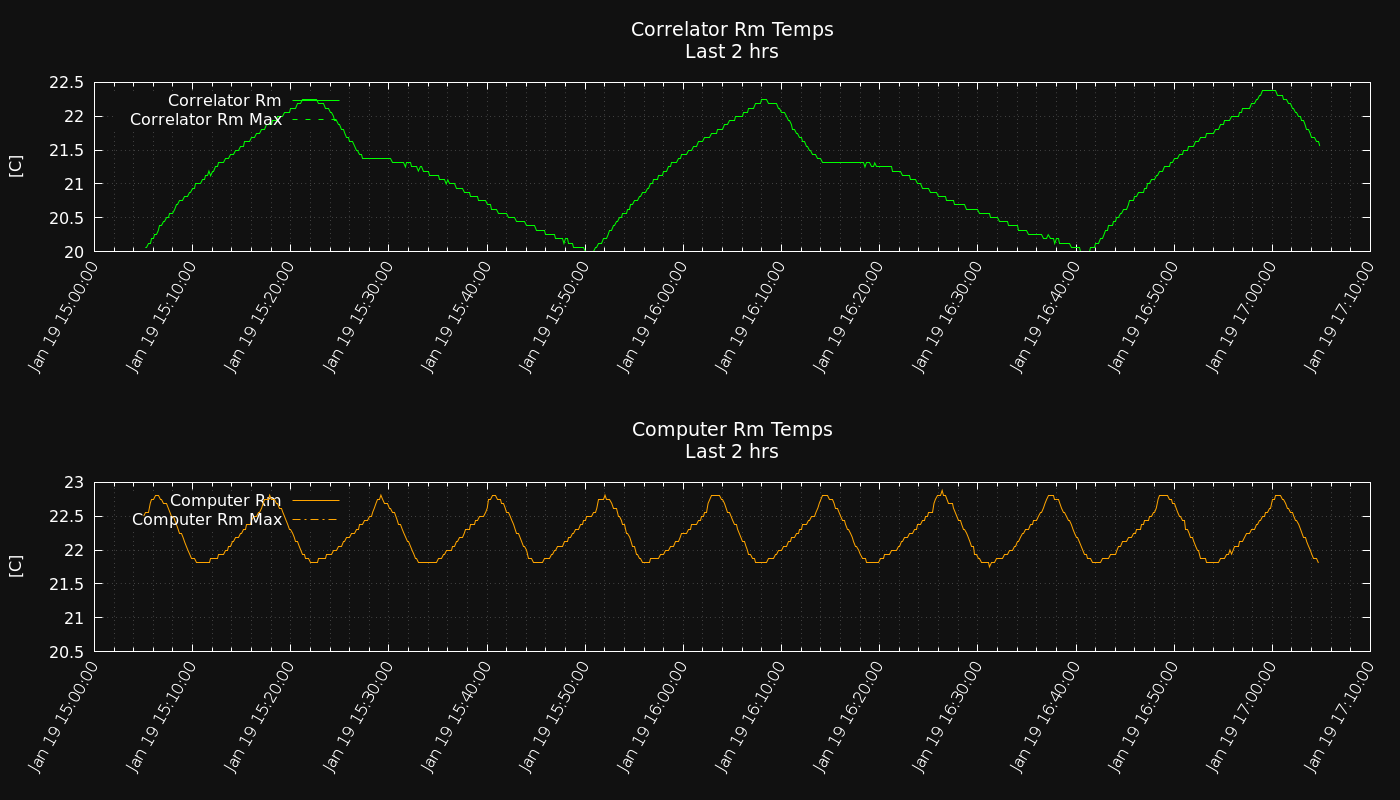 Correlator Rm Temps
Last 2 hrs
22.5
22
21.5
21
20.5
20
[C]
Correlator Rm
Correlator Rm Max
Jan 19 15:00:00
Jan 19 15:10:00
Jan 19 15:20:00
Jan 19 15:30:00
Jan 19 15:40:00
Jan 19 15:50:00
Jan 19 16:00:00
Jan 19 16:10:00
Jan 19 16:20:00
Jan 19 16:30:00
Jan 19 16:40:00
Jan 19 16:50:00
Jan 19 17:00:00
Jan 19 17:10:00
Computer Rm Temps
Last 2 hrs
23
22.5
22
21.5
21
20.5
[C]
Computer Rm
Computer Rm Max
Jan 19 15:00:00
Jan 19 15:10:00
Jan 19 15:20:00
Jan 19 15:30:00
Jan 19 15:40:00
Jan 19 15:50:00
Jan 19 16:00:00
Jan 19 16:10:00
Jan 19 16:20:00
Jan 19 16:30:00
Jan 19 16:40:00
Jan 19 16:50:00
Jan 19 17:00:00
Jan 19 17:10:00